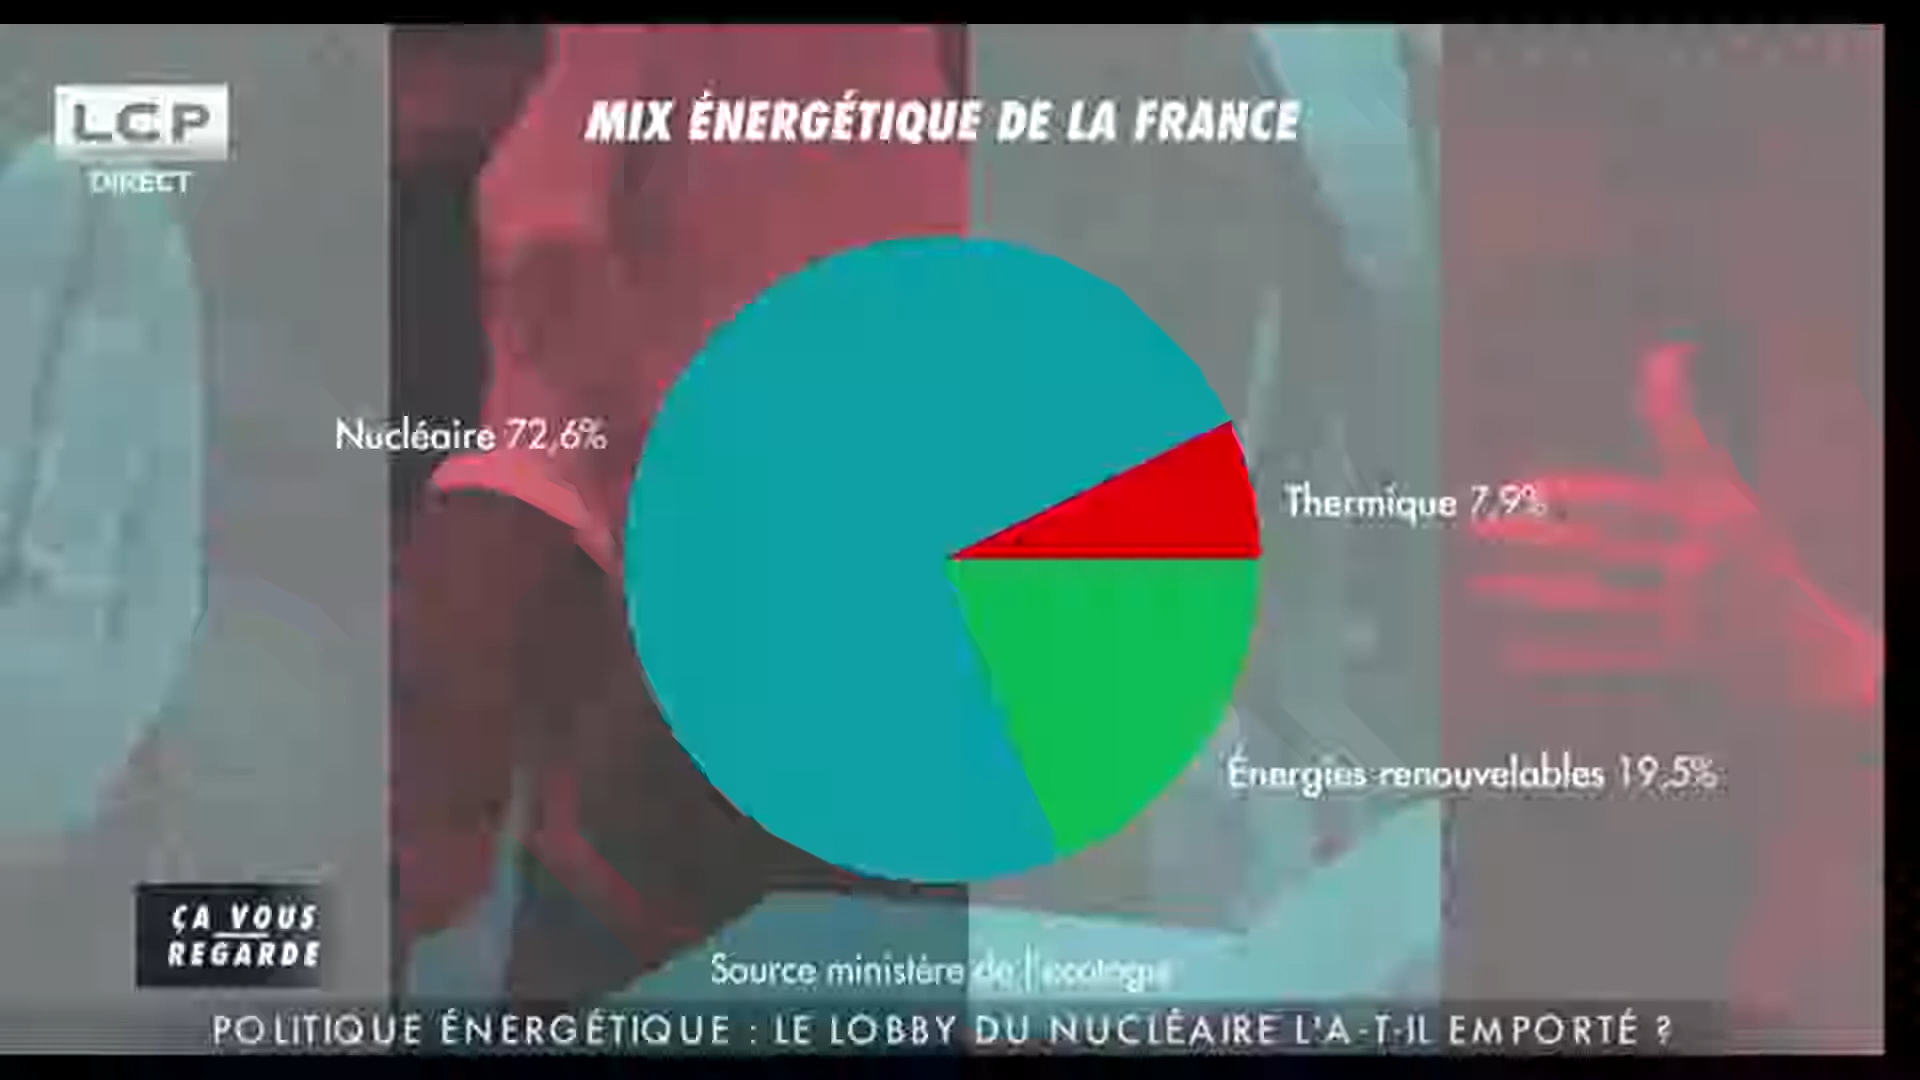 LCP
DIRECT
MIX ÉNERGÉTIQUE DE LA FRANCE
Nucléaire 72,6%
Thermique 7,9%
Énergies renouvelables 19,5%
ÇA VOUS
REGARDE
Source ministère de l'écologie
POLITIQUE ÉNERGÉTIQUE : LE LOBBY DU NUCLÉAIRE L'A-T-IL EMPORTÉ ?